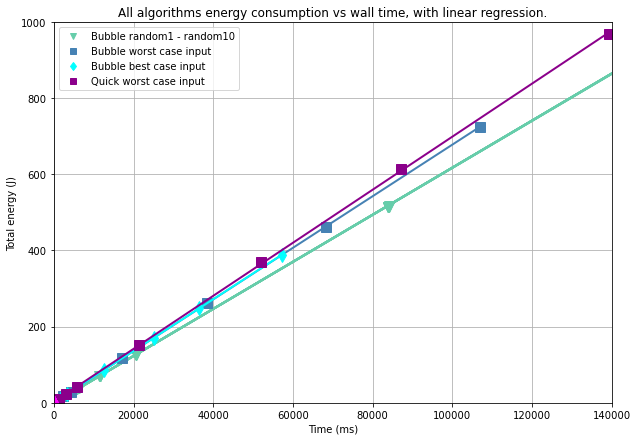 All algorithms energy consumption vs wall time, with linear regression.
1000
Bubble random1 - random10
Bubble worst case input
Bubble best case input
Quick worst case input
800
600
Total energy (J)
400
200
0
0 20000 40000 60000 80000 100000 120000 140000
Time (ms)